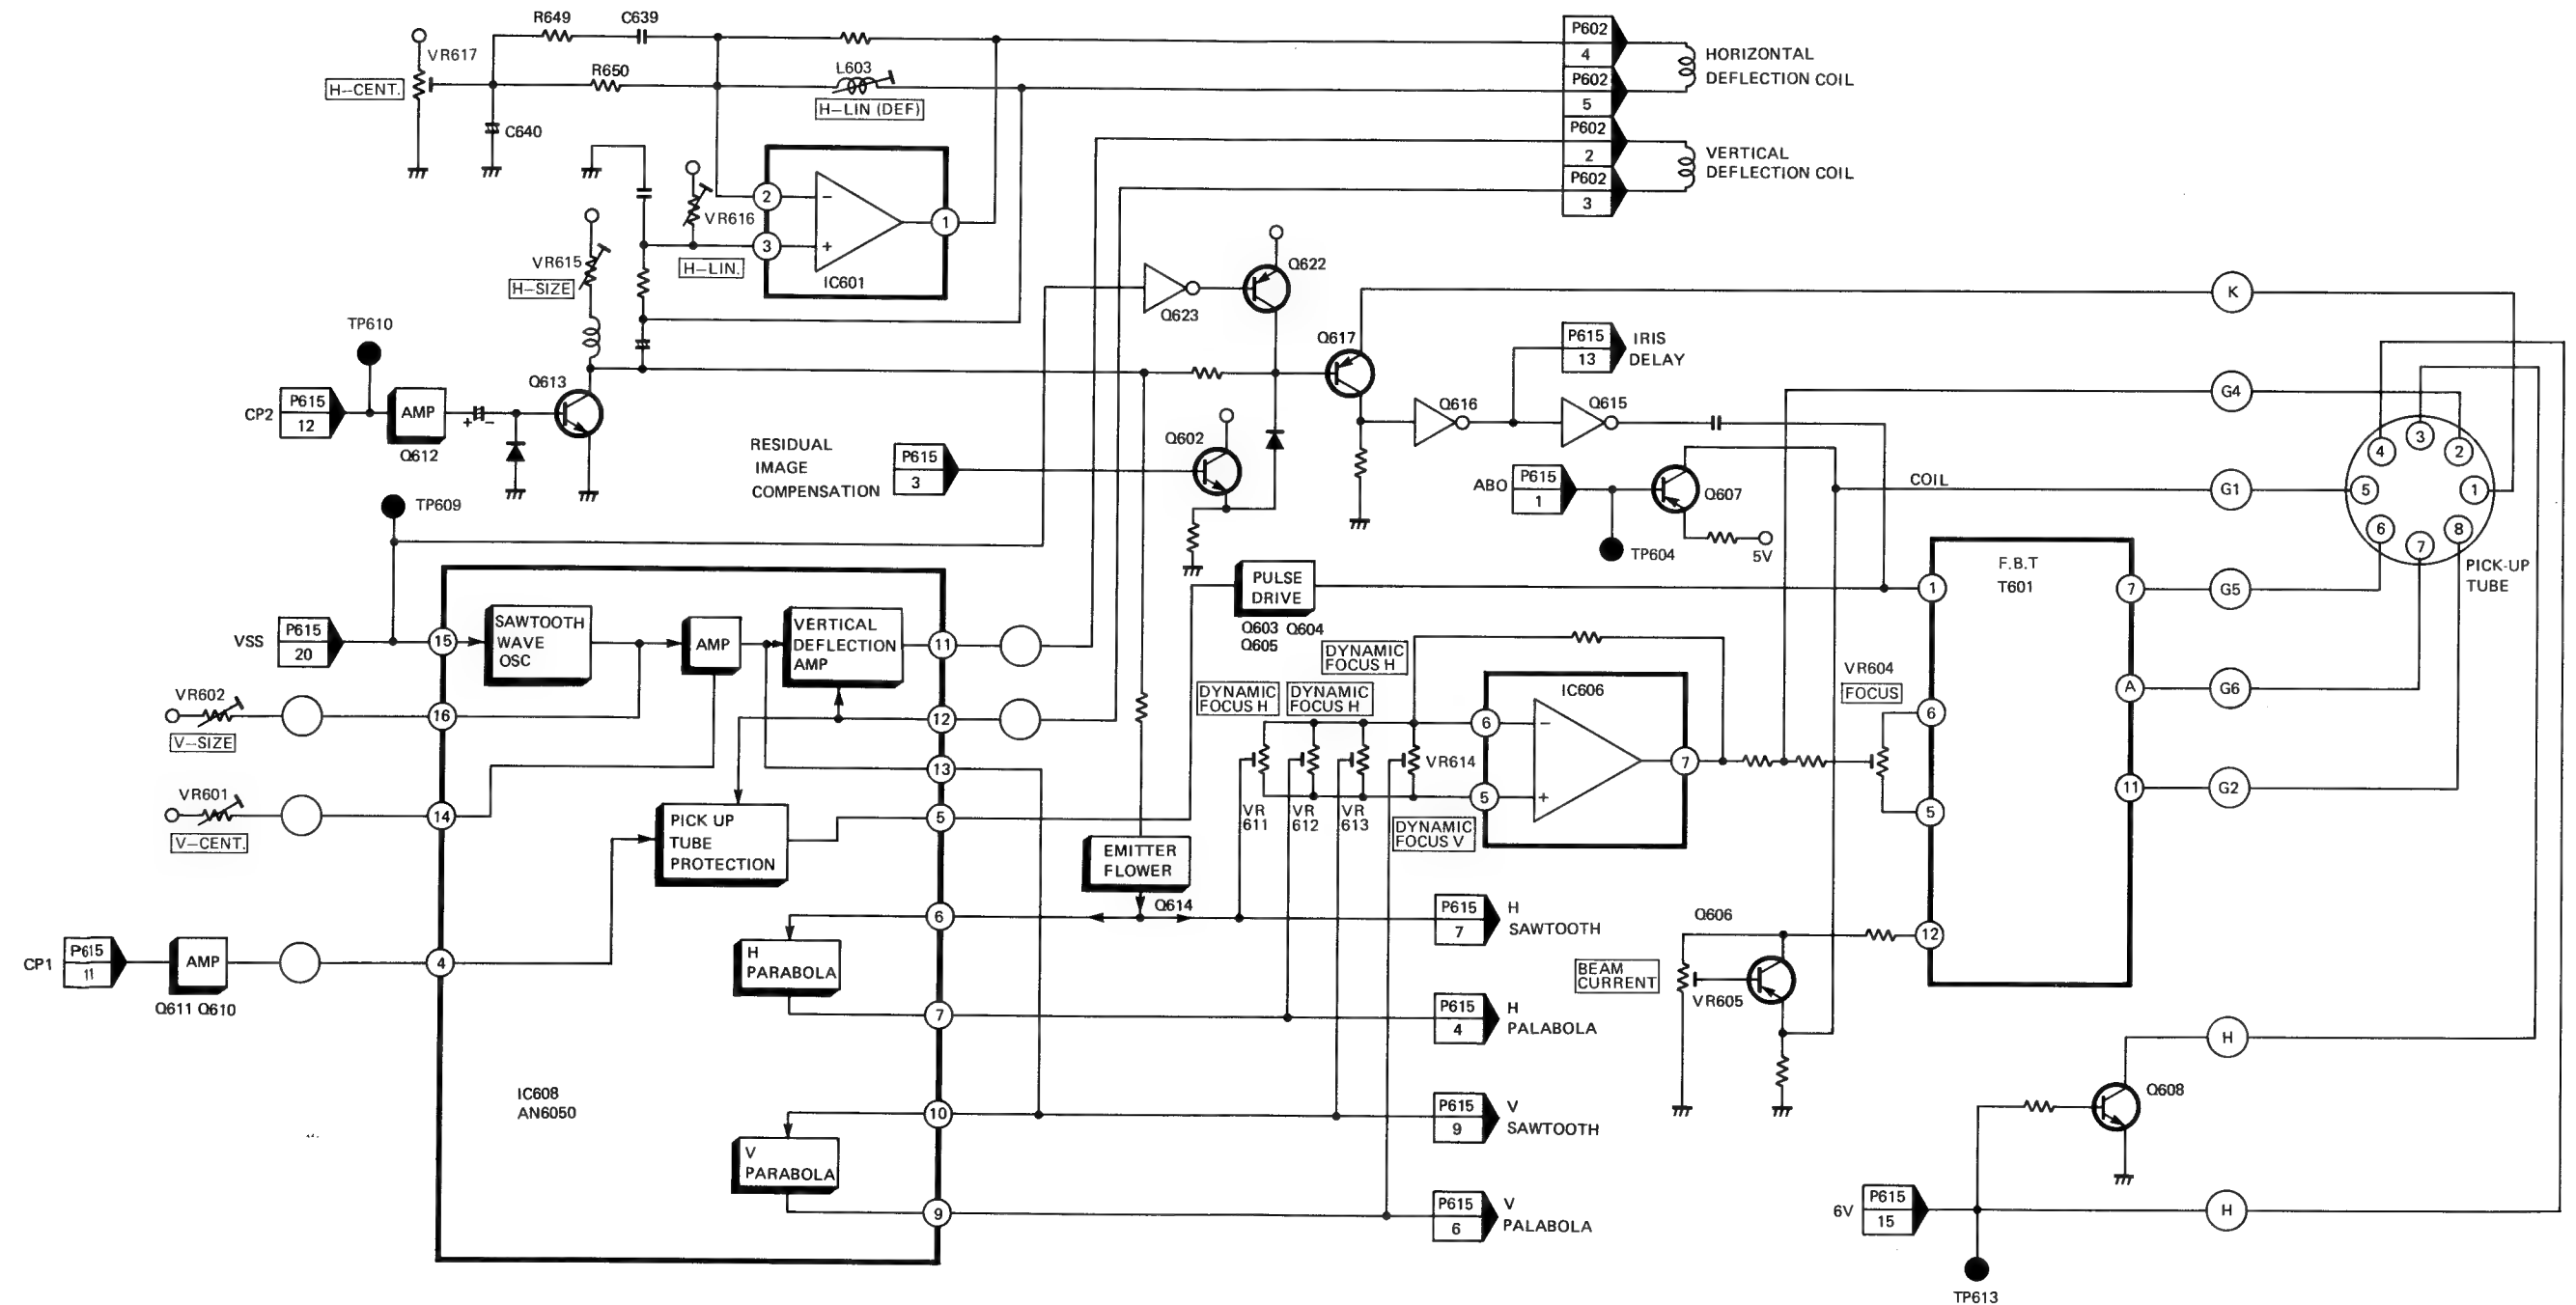 R649 C639
VR617
H-CENT.
R650
L603
H-LIN (DEF)
C640
P602
4
P602
5
HORIZONTAL
DEFLECTION COIL
P602
2
P602
3
VERTICAL
DEFLECTION COIL
VR616
H-LIN.
2
3
1
−
+
IC601
VR615
H-SIZE
TP610
CP2
P615
12
AMP
+ −
Q612
Q613
Q623
Q622
Q617
P615
13
IRIS
DELAY
Q616
Q615
RESIDUAL
IMAGE
COMPENSATION
P615
3
Q602
ABO
P615
1
Q607
TP604
5V
COIL
K
G4
G1
G5
G6
G2
H
H
4
3
2
5
1
6
7
8
PICK-UP
TUBE
TP609
VSS
P615
20
VR602
V-SIZE
VR601
V-CENT.
CP1
P615
11
AMP
Q611 Q610
15
16
14
4
SAWTOOTH
WAVE
OSC
AMP
VERTICAL
DEFLECTION
AMP
PICK UP
TUBE
PROTECTION
H
PARABOLA
V
PARABOLA
IC608
AN6050
11
12
13
5
6
7
10
9
PULSE
DRIVE
Q603 Q604
Q605
DYNAMIC
FOCUS H
DYNAMIC
FOCUS H
DYNAMIC
FOCUS H
VR
611
VR
612
VR
613
VR614
DYNAMIC
FOCUS V
IC606
6
5
7
−
+
EMITTER
FLOWER
Q614
P615
7
H
SAWTOOTH
P615
4
H
PALABOLA
P615
9
V
SAWTOOTH
P615
6
V
PALABOLA
VR604
FOCUS
F.B.T
T601
1
6
5
12
7
A
11
Q606
BEAM
CURRENT
VR605
Q608
6V
P615
15
TP613